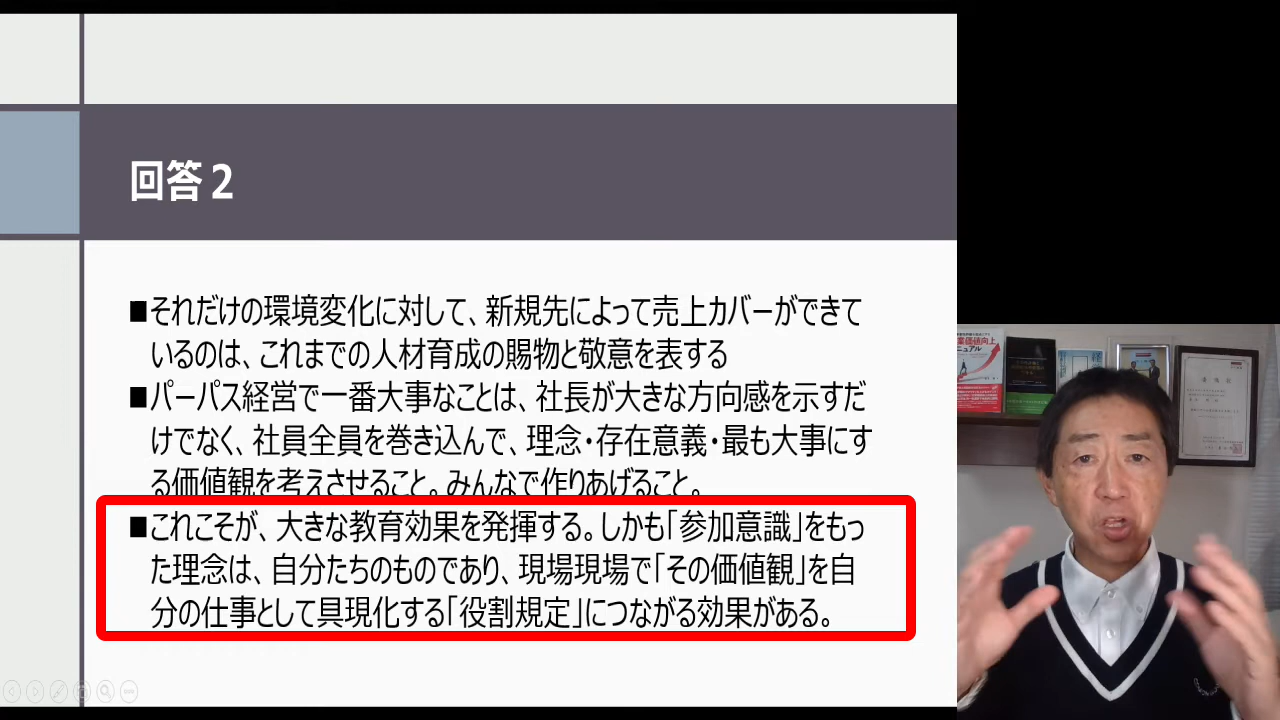 回答２
■それだけの環境変化に対して、新規先によって売上カバーができて
いるのは、これまでの人材育成の賜物と敬意を表する
■パーパス経営で一番大事なことは、社長が大きな方向感を示すだ
けでなく、社員全員を巻き込んで、理念・存在意義・最も大事にす
る価値観を考えさせること。みんなで作りあげること。
■これこそが、大きな教育効果を発揮する。しかも「参加意識」をもっ
た理念は、自分たちのものであり、現場現場で「その価値観」を自
分の仕事として具現化する「役割規定」につながる効果がある。
業価値向上